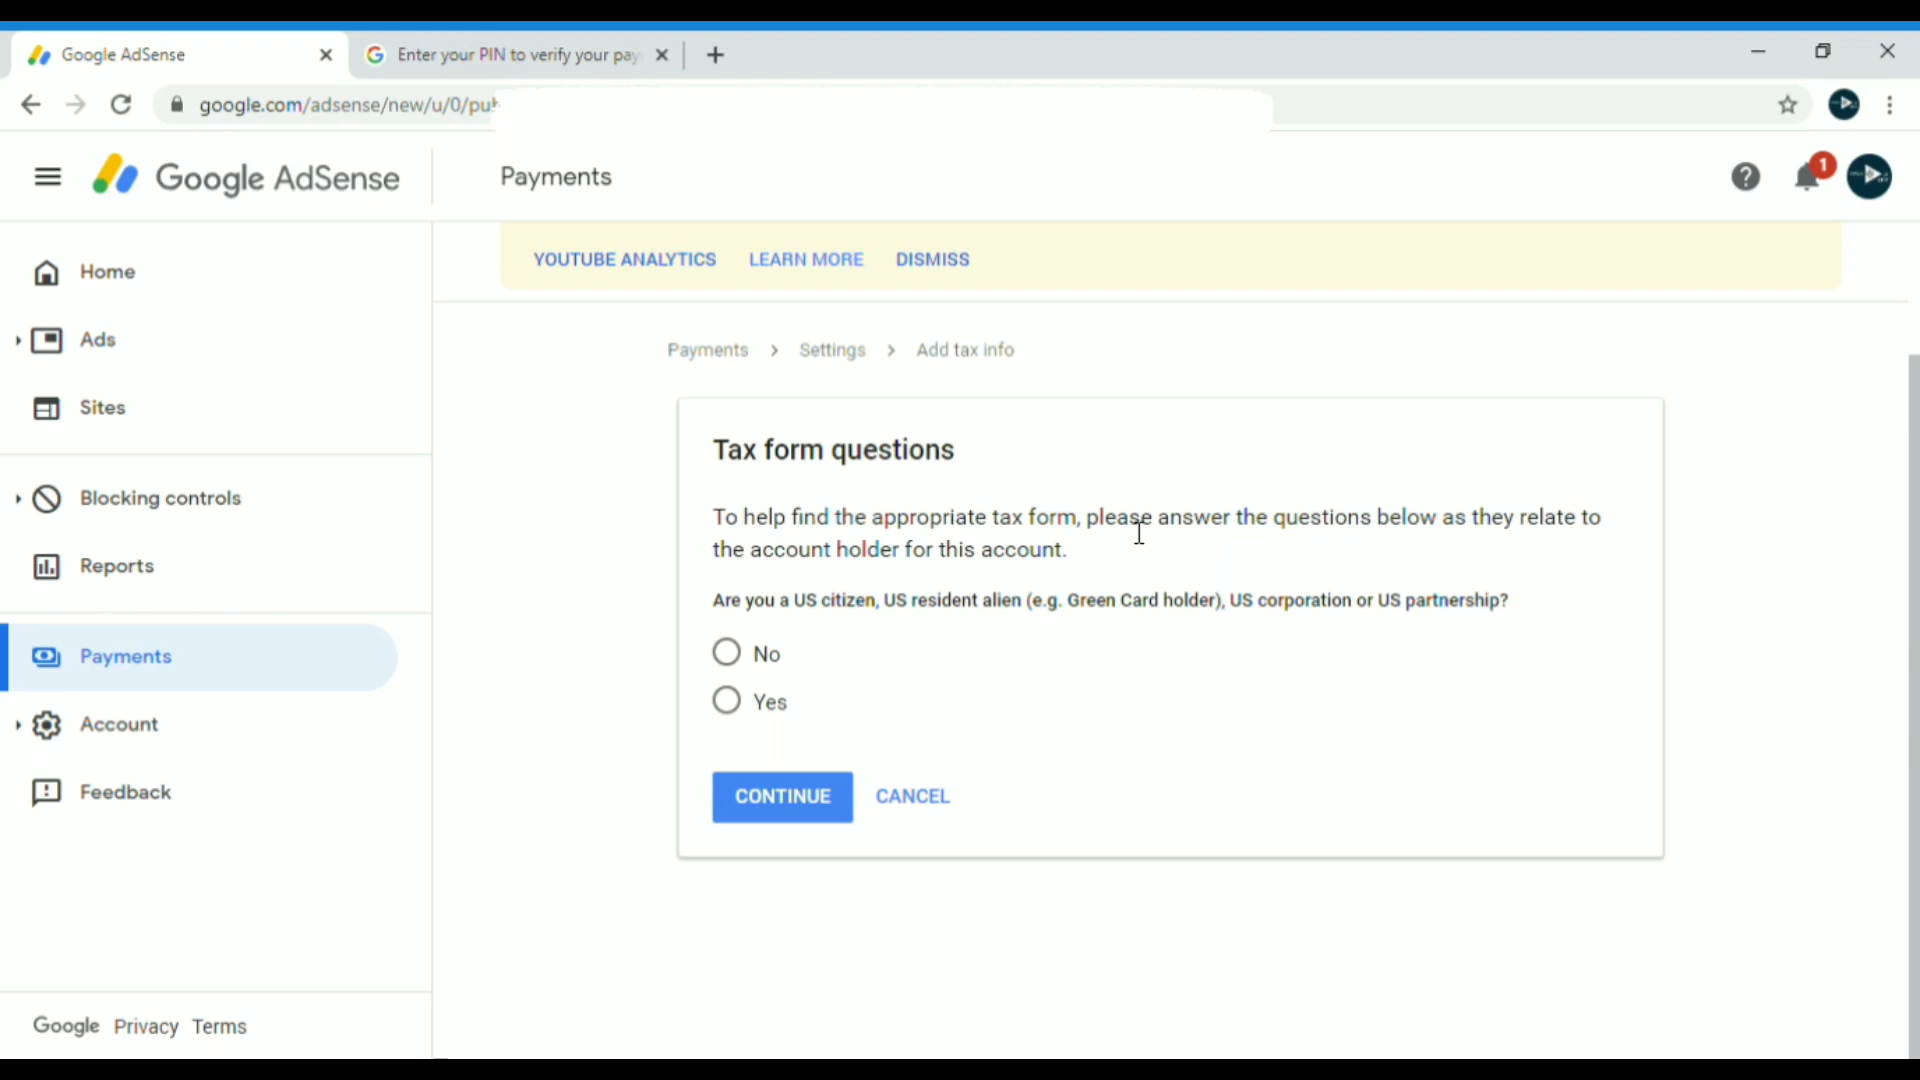 Google AdSense
Enter your PIN to verify your pay
google.com/adsense/new/u/0/pu
Google AdSense
Payments
1
YOUTUBE ANALYTICS LEARN MORE DISMISS
Home
Ads
Sites
Blocking controls
Reports
Payments
Account
Feedback
Google Privacy Terms
Payments > Settings > Add tax info
Tax form questions
To help find the appropriate tax form, please answer the questions below as they relate to
the account holder for this account.
Are you a US citizen, US resident alien (e.g. Green Card holder), US corporation or US partnership?
No
Yes
CONTINUE CANCEL